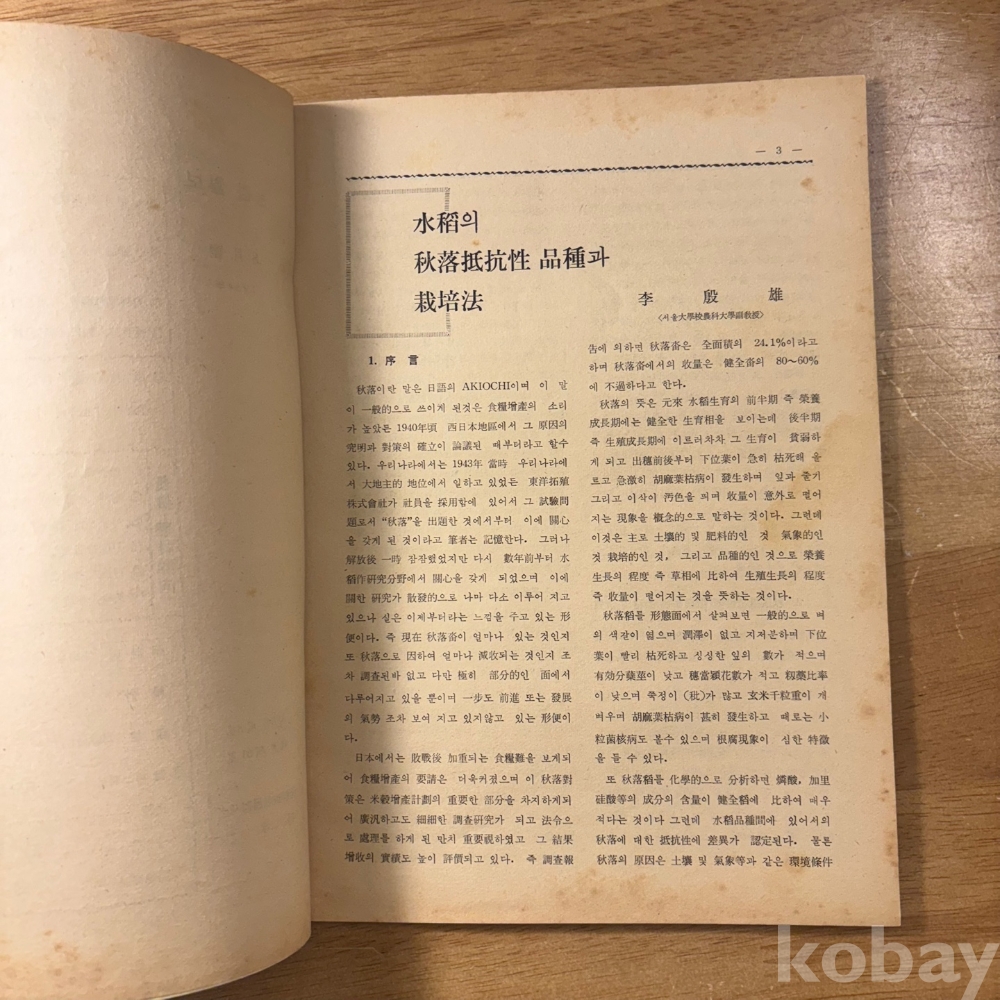 — 3 —
水稻의
秋落抵抗性 品種과
栽培法
李 殷 雄
《서울大學校農科大學副敎授》
1. 序 言
秋落이란 말은 日語의 AKIOCHI이며 이 말
이 一般的으로 쓰이게 된것은 食糧增產의 소리
가 높았든 1940年頃 西日本地區에서 그 原因의
究明과 對策의 確立이 論議된 때부터라고 할수
있다. 우리나라에서는 1943年 當時 우리나라에
서 大地主的 地位에서 일하고 있었든 東洋拓殖
株式會社가 社員을 採用함에 있어서 그 試驗問
題로서 “秋落”을 出題한 것에서부터 이에 關心
을 갖게 된 것이라고 筆者는 記憶한다. 그러나
解放後 一時 잠잠했었지만 다시 數年前부터 水
稻作硏究分野에서 關心을 갖게 되었으며 이에
關한 硏究가 散發的으로 나마 다소 이루어 지고
있으나 실은 이제부터라는 느낌을 주고 있는 形
便이다. 즉 現在 秋落畓이 얼마나 있는 것인지
또 秋落으로 因하여 얼마나 減收되는 것인지 조
차 調査된바 없고 다만 極히 部分的인 面에서
다루어지고 있을 뿐이며 一步도 前進 또는 發展
의 氣勢 조차 보여 지고 있지않고 있는 形便이
다.
日本에서는 敗戰後 加重되는 食糧難을 보게되
어 食糧增產의 要請은 더욱커졌으며 이 秋落對
策은 米穀增產計劃의 重要한 部分을 차지하게되
어 廣汎하고도 細細한 調査硏究가 되고 法令으
로 處理를 하게 된 만치 重要視하였고 그 結果
增收의 實績도 높이 評價되고 있다. 즉 調査報
告에 의하면 秋落畓은 全面積의 24.1%이라고
하며 秋落畓에서의 收量은 健全畓의 80~60%
에 不過하다고 한다.
秋落의 뜻은 元來 水稻生育의 前半期 즉 榮養
成長期에는 健全한 生育相을 보이는데 後半期
즉 生殖成長期에 이르러차차 그 生育이 貧弱하
게 되고 出穗前後부터 下位葉이 急히 枯死해 올
르고 急激히 胡麻葉枯病이 發生하며 잎과 줄거
그리고 이삭이 汚色을 띄며 收量이 意外로 떨어
지는 現象을 槪念的으로 말하는 것이다. 그런데
이것은 主로 土壤的 및 肥料的인 것 氣象的인
것 栽培的인 것, 그리고 品種的인 것으로 榮養
生長의 程度 즉 草相에 比하여 生殖生長의 程度
즉 收量이 떨어지는 것을 뜻하는 것이다.
秋落稻를 形態面에서 살펴보면 一般的으로 벼
의 색갈이 엷으며 潤澤이 없고 지저분하며 下位
葉이 빨리 枯死하고 싱싱한 잎의 數가 적으며
有効分蘖莖이 낮고 穗當穎花數가 적고 籾藁比率
이 낮으며 쭉정이 (秕)가 많고 玄米千粒重이 개
벼우며 胡麻葉枯病이 甚히 發生하고 때로는 小
粒菌核病도 볼수 있으며 根腐現象이 심한 特徵
을 들 수 있다.
또 秋落稻를 化學的으로 分析하면 燐酸, 加里
硅酸等의 成分의 含量이 健全稻에 比하여 매우
적다는 것이다 그런데 水稻品種間에 있어서의
秋落에 대한 抵抗性에 差異가 認定된다. 물론
秋落의 原因은 土壤 및 氣象等과 같은 環境條件
kobay